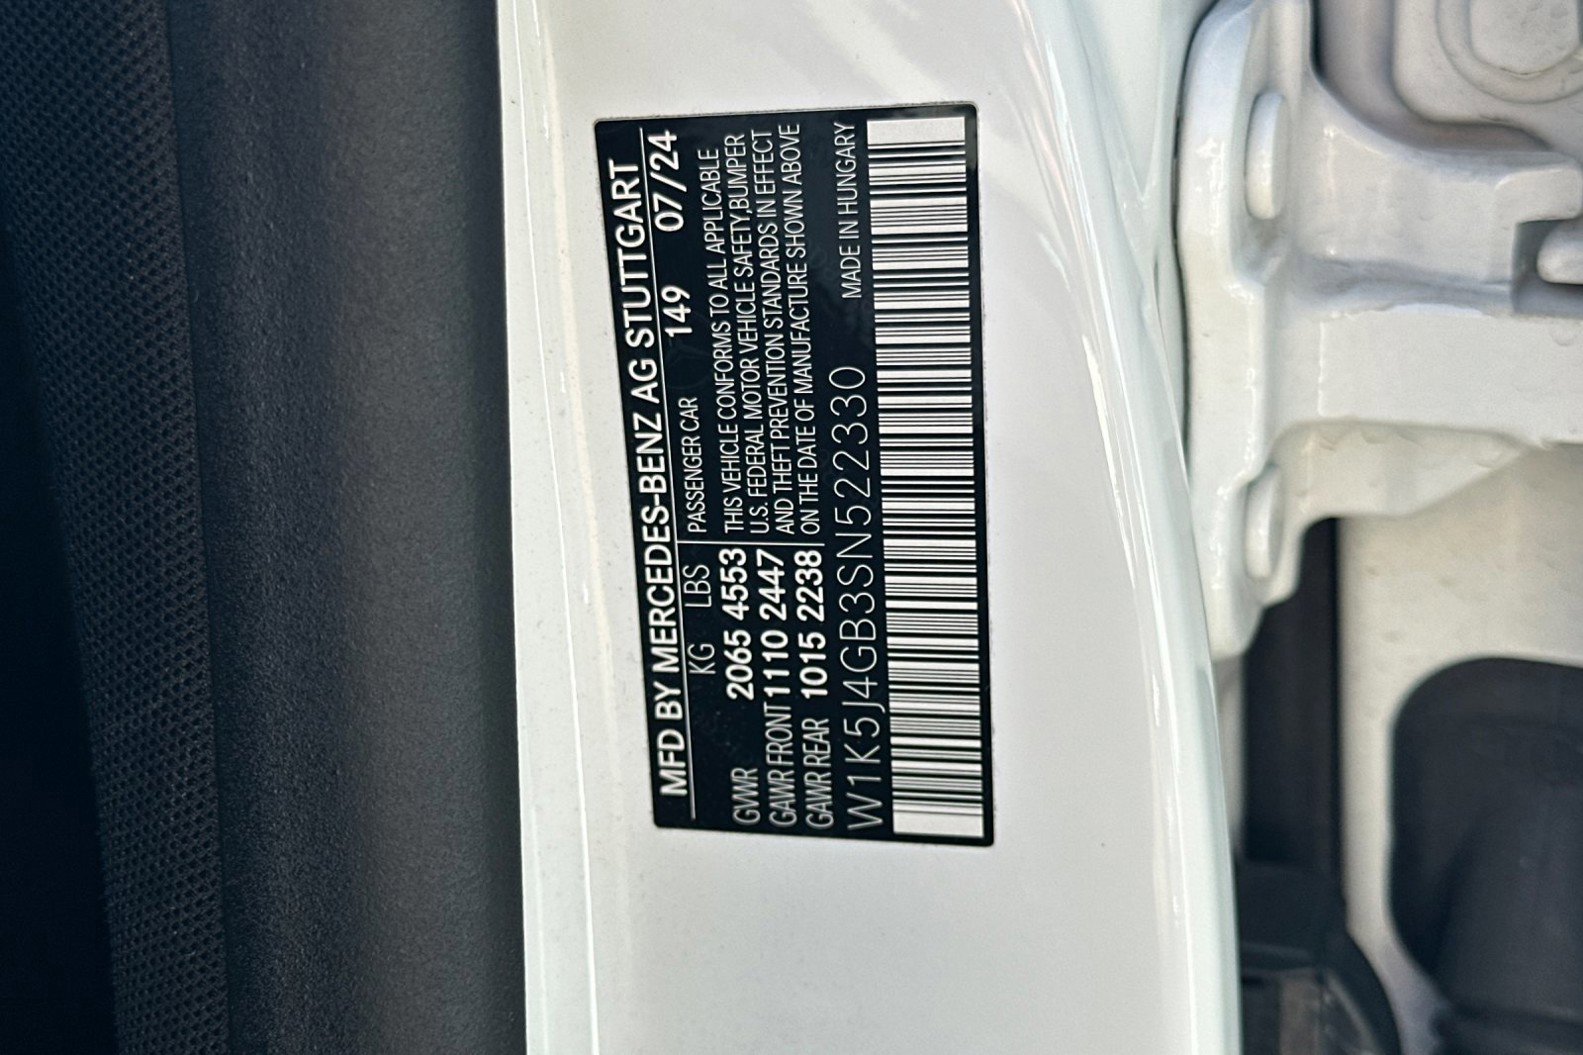 MFD BY MERCEDES-BENZ AG STUTTGART
KG LBS PASSENGER CAR 149 07/24
GVWR 2065 4553
GAWR FRONT 1110 2447
GAWR REAR 1015 2238
THIS VEHICLE CONFORMS TO ALL APPLICABLE
U.S. FEDERAL MOTOR VEHICLE SAFETY,BUMPER
AND THEFT PREVENTION STANDARDS IN EFFECT
ON THE DATE OF MANUFACTURE SHOWN ABOVE
W1K5J4GB3SN522330 MADE IN HUNGARY